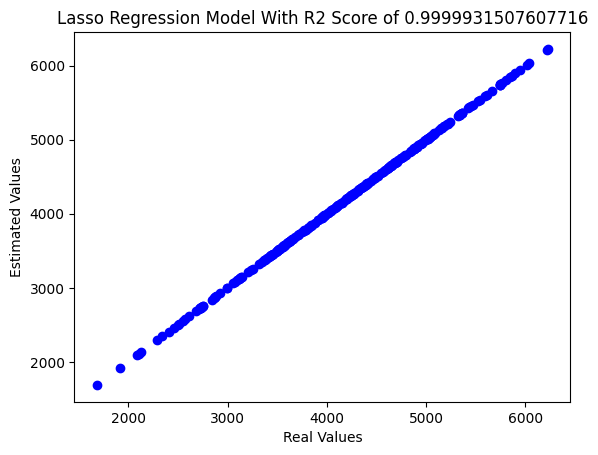 Lasso Regression Model With R2 Score of 0.9999931507607716
6000
5000
4000
3000
2000
Estimated Values
2000 3000 4000 5000 6000
Real Values